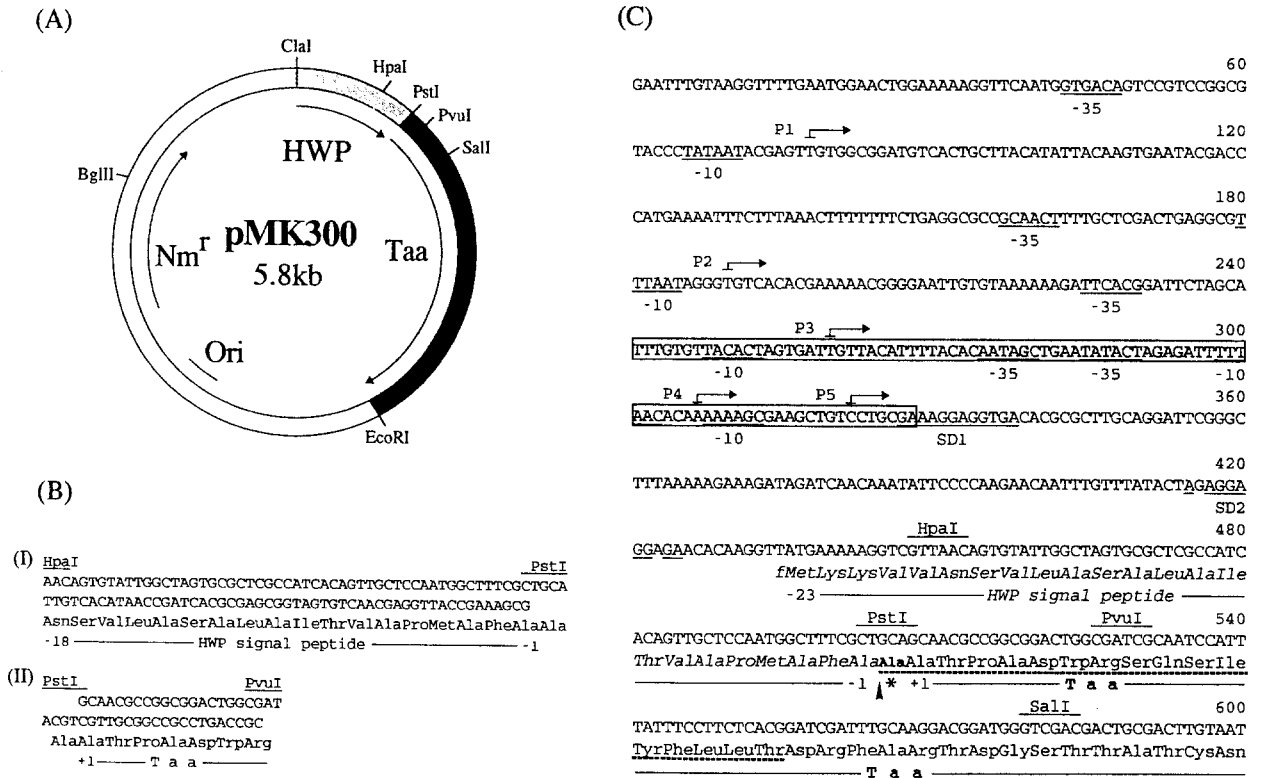 (A)
ClaI
HpaI
PstI
PvuI
SalI
HWP
BglII
pMK300
5.8kb
Nm^r
Taa
Ori
EcoRI
(B)
(I) HpaI PstI
AACAGTGTATTGGCTAGTGCGCTCGCCATCACAGTTGCTCCAATGGCTTTCGCTGCA
TTGTCACATAACCGATCACGCGAGCGGTAGTGTCAACGAGGTTACCGAAAGCG
AsnSerValLeuAlaSerAlaLeuAlaIleThrValAlaProMetAlaPheAlaAla
-18 HWP signal peptide -1
(II) PstI PvuI
GCAACGCCGGCGGACTGGCGAT
ACGTCGTTGCGGCCGCCTGACCGC
AlaAlaThrProAlaAspTrpArg
+1 T a a
(C)
60
GAATTTGTAAGGTTTTGAATGGAACTGGAAAAAGGTTCAATGGTGACAGTCCGTCCGGCG
-35
P1 120
TACCCTATAATACGAGTTGTGGCGGATGTCACTGCTTACATATTACAAGTGAATACGACC
-10
180
CATGAAAATTTCTTTAAACTTTTTTTCTGAGGCGCCGCAACTTTTGCTCGACTGAGGCGT
-35
P2 240
TTAATAGGGTGTCACACGAAAAACGGGGAATTGTGTAAAAAAGATTCACGGATTCTAGCA
-10 -35
P3 300
TTTGTGTTACACTAGTGATTGTTACATTTTACACAATAGCTGAATATACTAGAGATTTTT
-10 -35 -35 -10
P4 P5 360
AACACAAAAAAGCGAAGCTGTCCTGCGAAAGGAGGTGACACGCGCTTGCAGGATTCGGGC
-10 SD1
420
TTTAAAAAGAAAGATAGATCAACAAATATTCCCCAAGAACAATTTGTTTATACTAGAGGA
SD2
HpaI 480
GGAGAACACAAGGTTATGAAAAAGGTCGTTAACAGTGTATTGGCTAGTGCGCTCGCCATC
fMetLysLysValValAsnSerValLeuAlaSerAlaLeuAlaIle
-23 HWP signal peptide
PstI PvuI 540
ACAGTTGCTCCAATGGCTTTCGCTGCAGCAACGCCGGCGGACTGGCGATCGCAATCCATT
ThrValAlaProMetAlaPheAlaAlaAlaThrProAlaAspTrpArgSerGlnSerIle
-1 * +1 T a a
SalI 600
TATTTCCTTCTCACGGATCGATTTGCAAGGACGGATGGGTCGACGACTGCGACTTGTAAT
TyrPheLeuLeuThrAspArgPheAlaArgThrAspGlySerThrThrAlaThrCysAsn
T a a